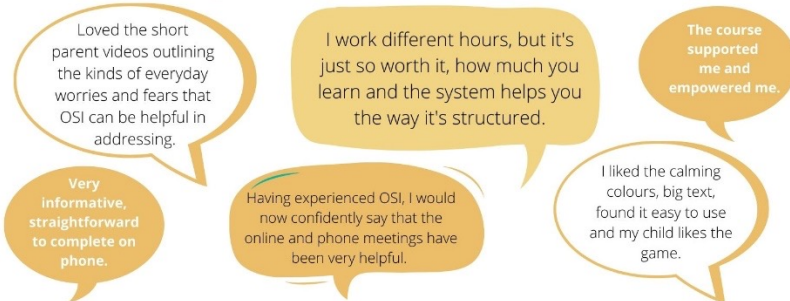 Loved the short
parent videos outlining
the kinds of everyday
worries and fears that
OSI can be helpful in
addressing.
I work different hours, but it's
just so worth it, how much you
learn and the system helps you
the way it's structured.
The course
supported
me and
empowered me.
Very
informative,
straightforward
to complete on
phone.
Having experienced OSI, I would
now confidently say that the
online and phone meetings have
been very helpful.
I liked the calming
colours, big text,
found it easy to use
and my child likes the
game.